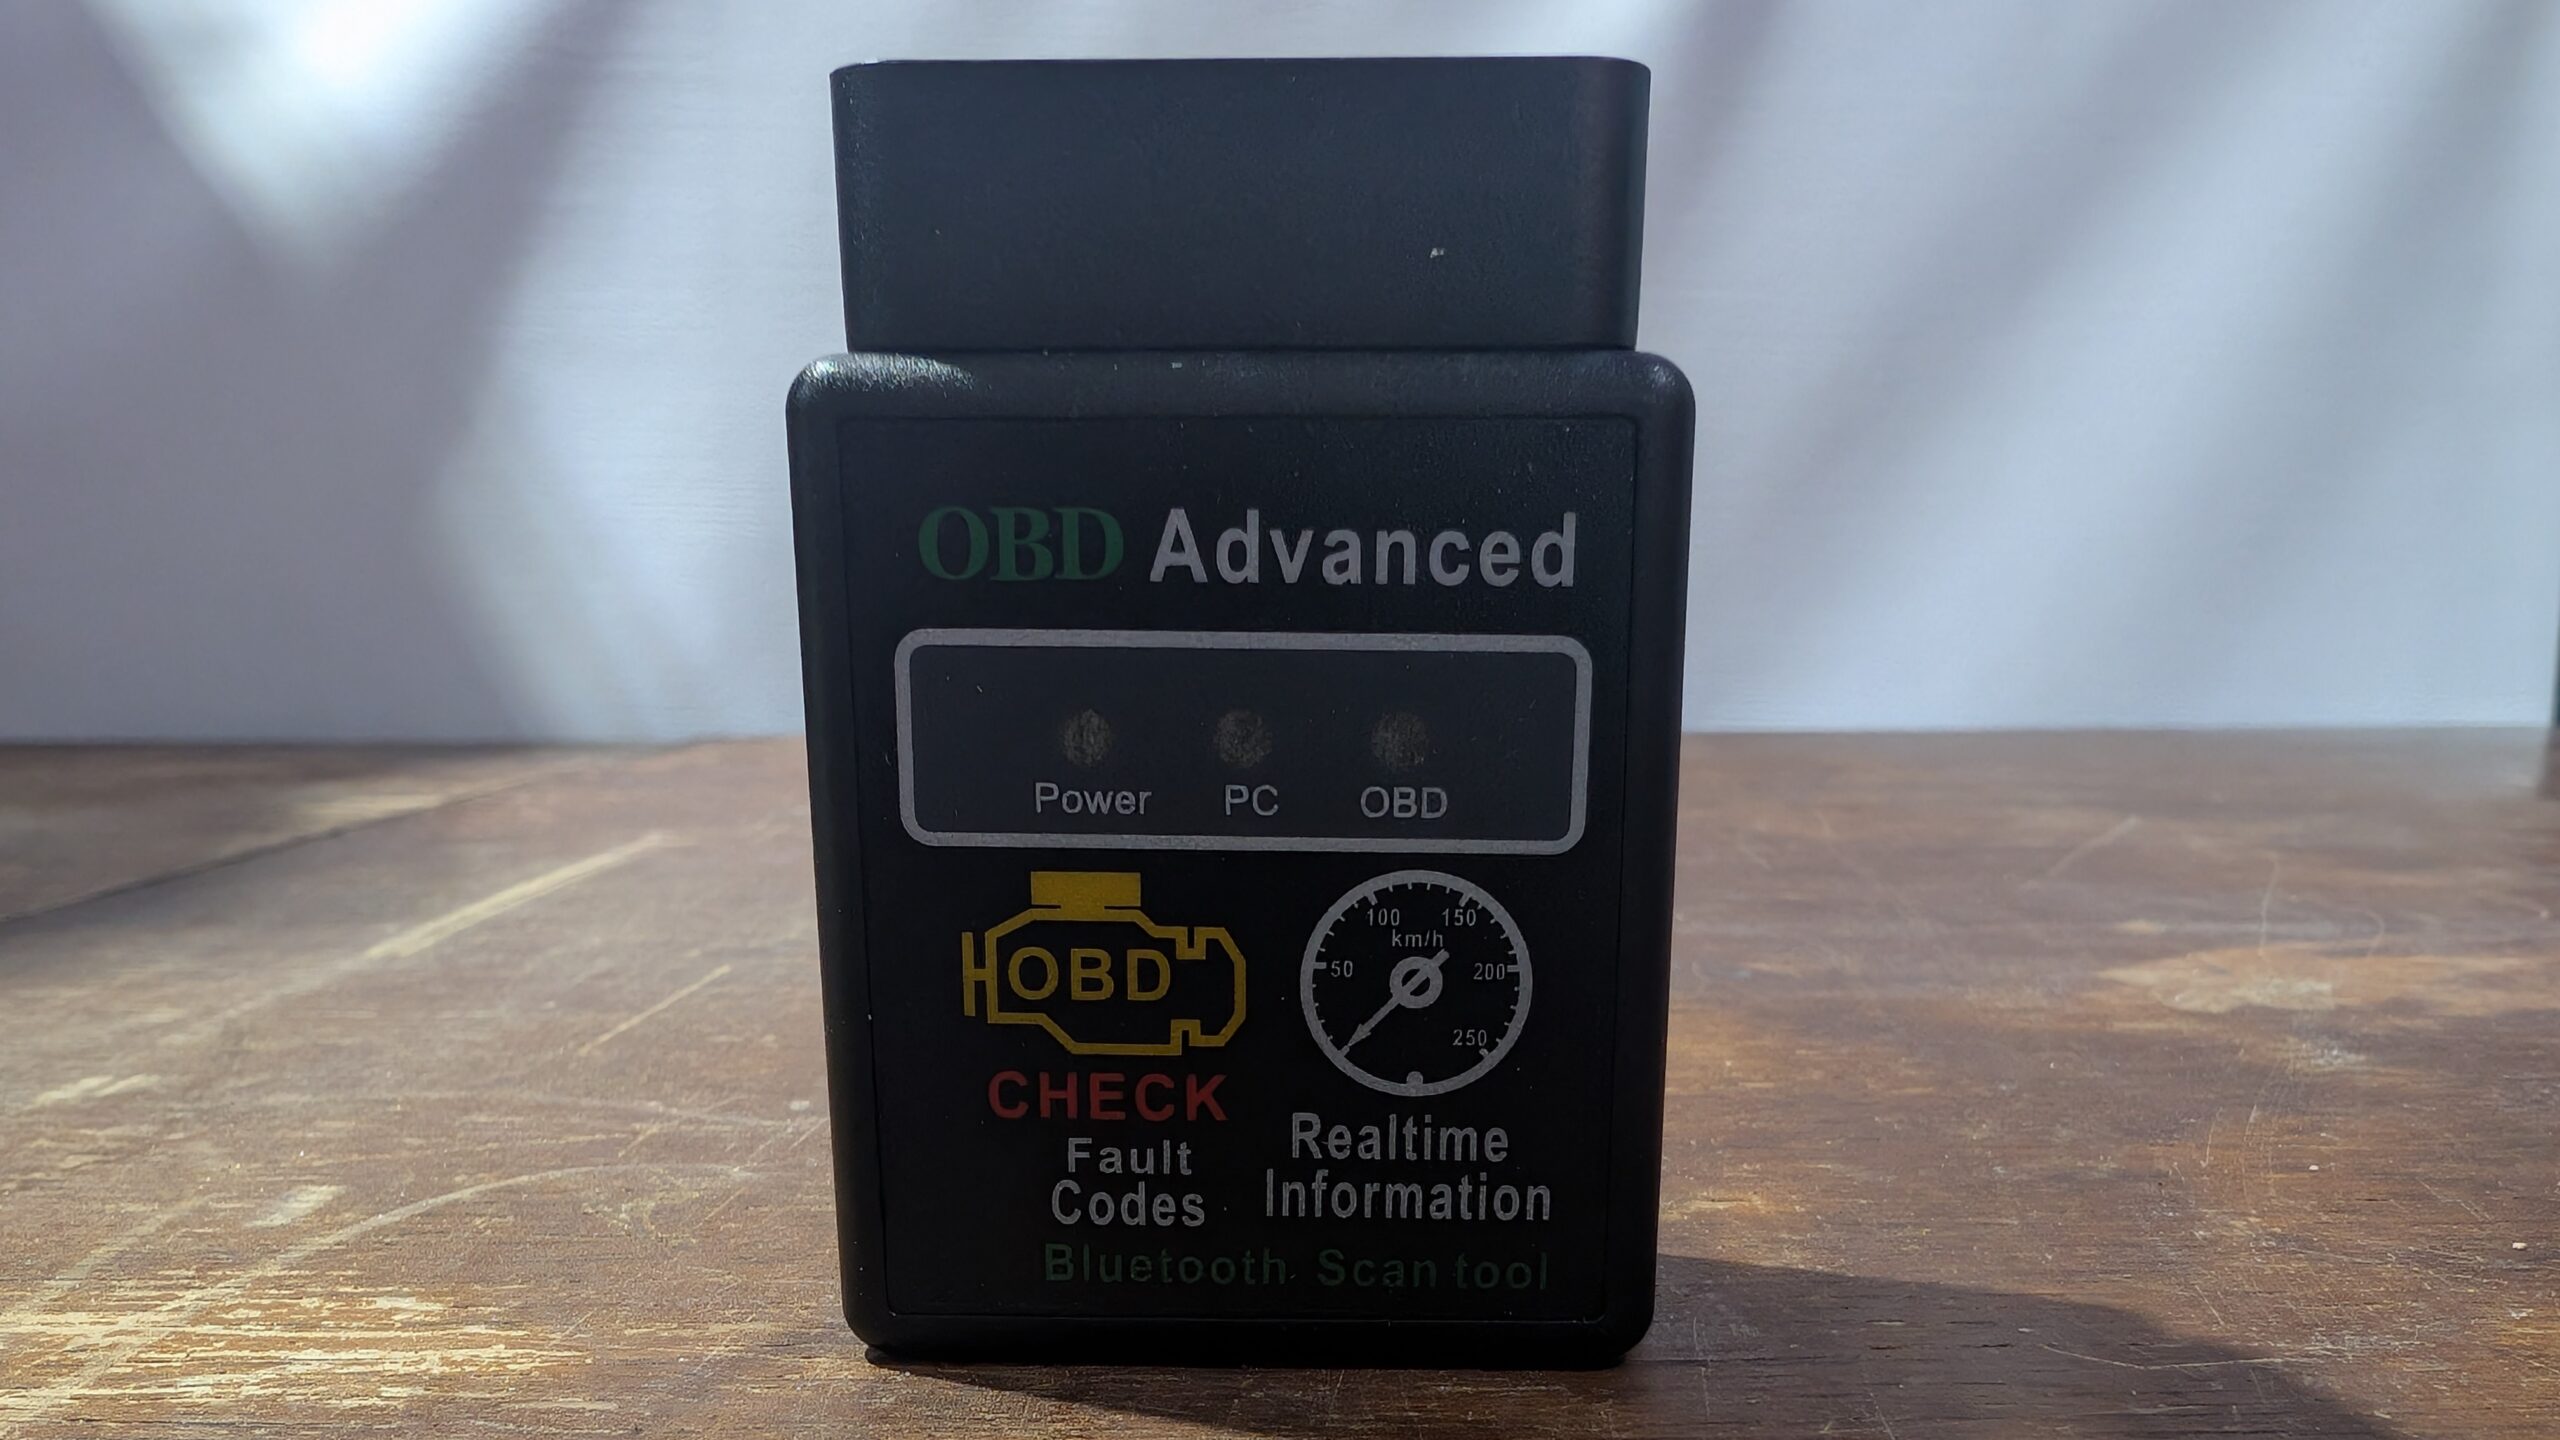 OBD Advanced
Power PC OBD
OBD
100 150
km/h
50 200
250
CHECK
Fault
Codes
Realtime
Information
Bluetooth Scan tool